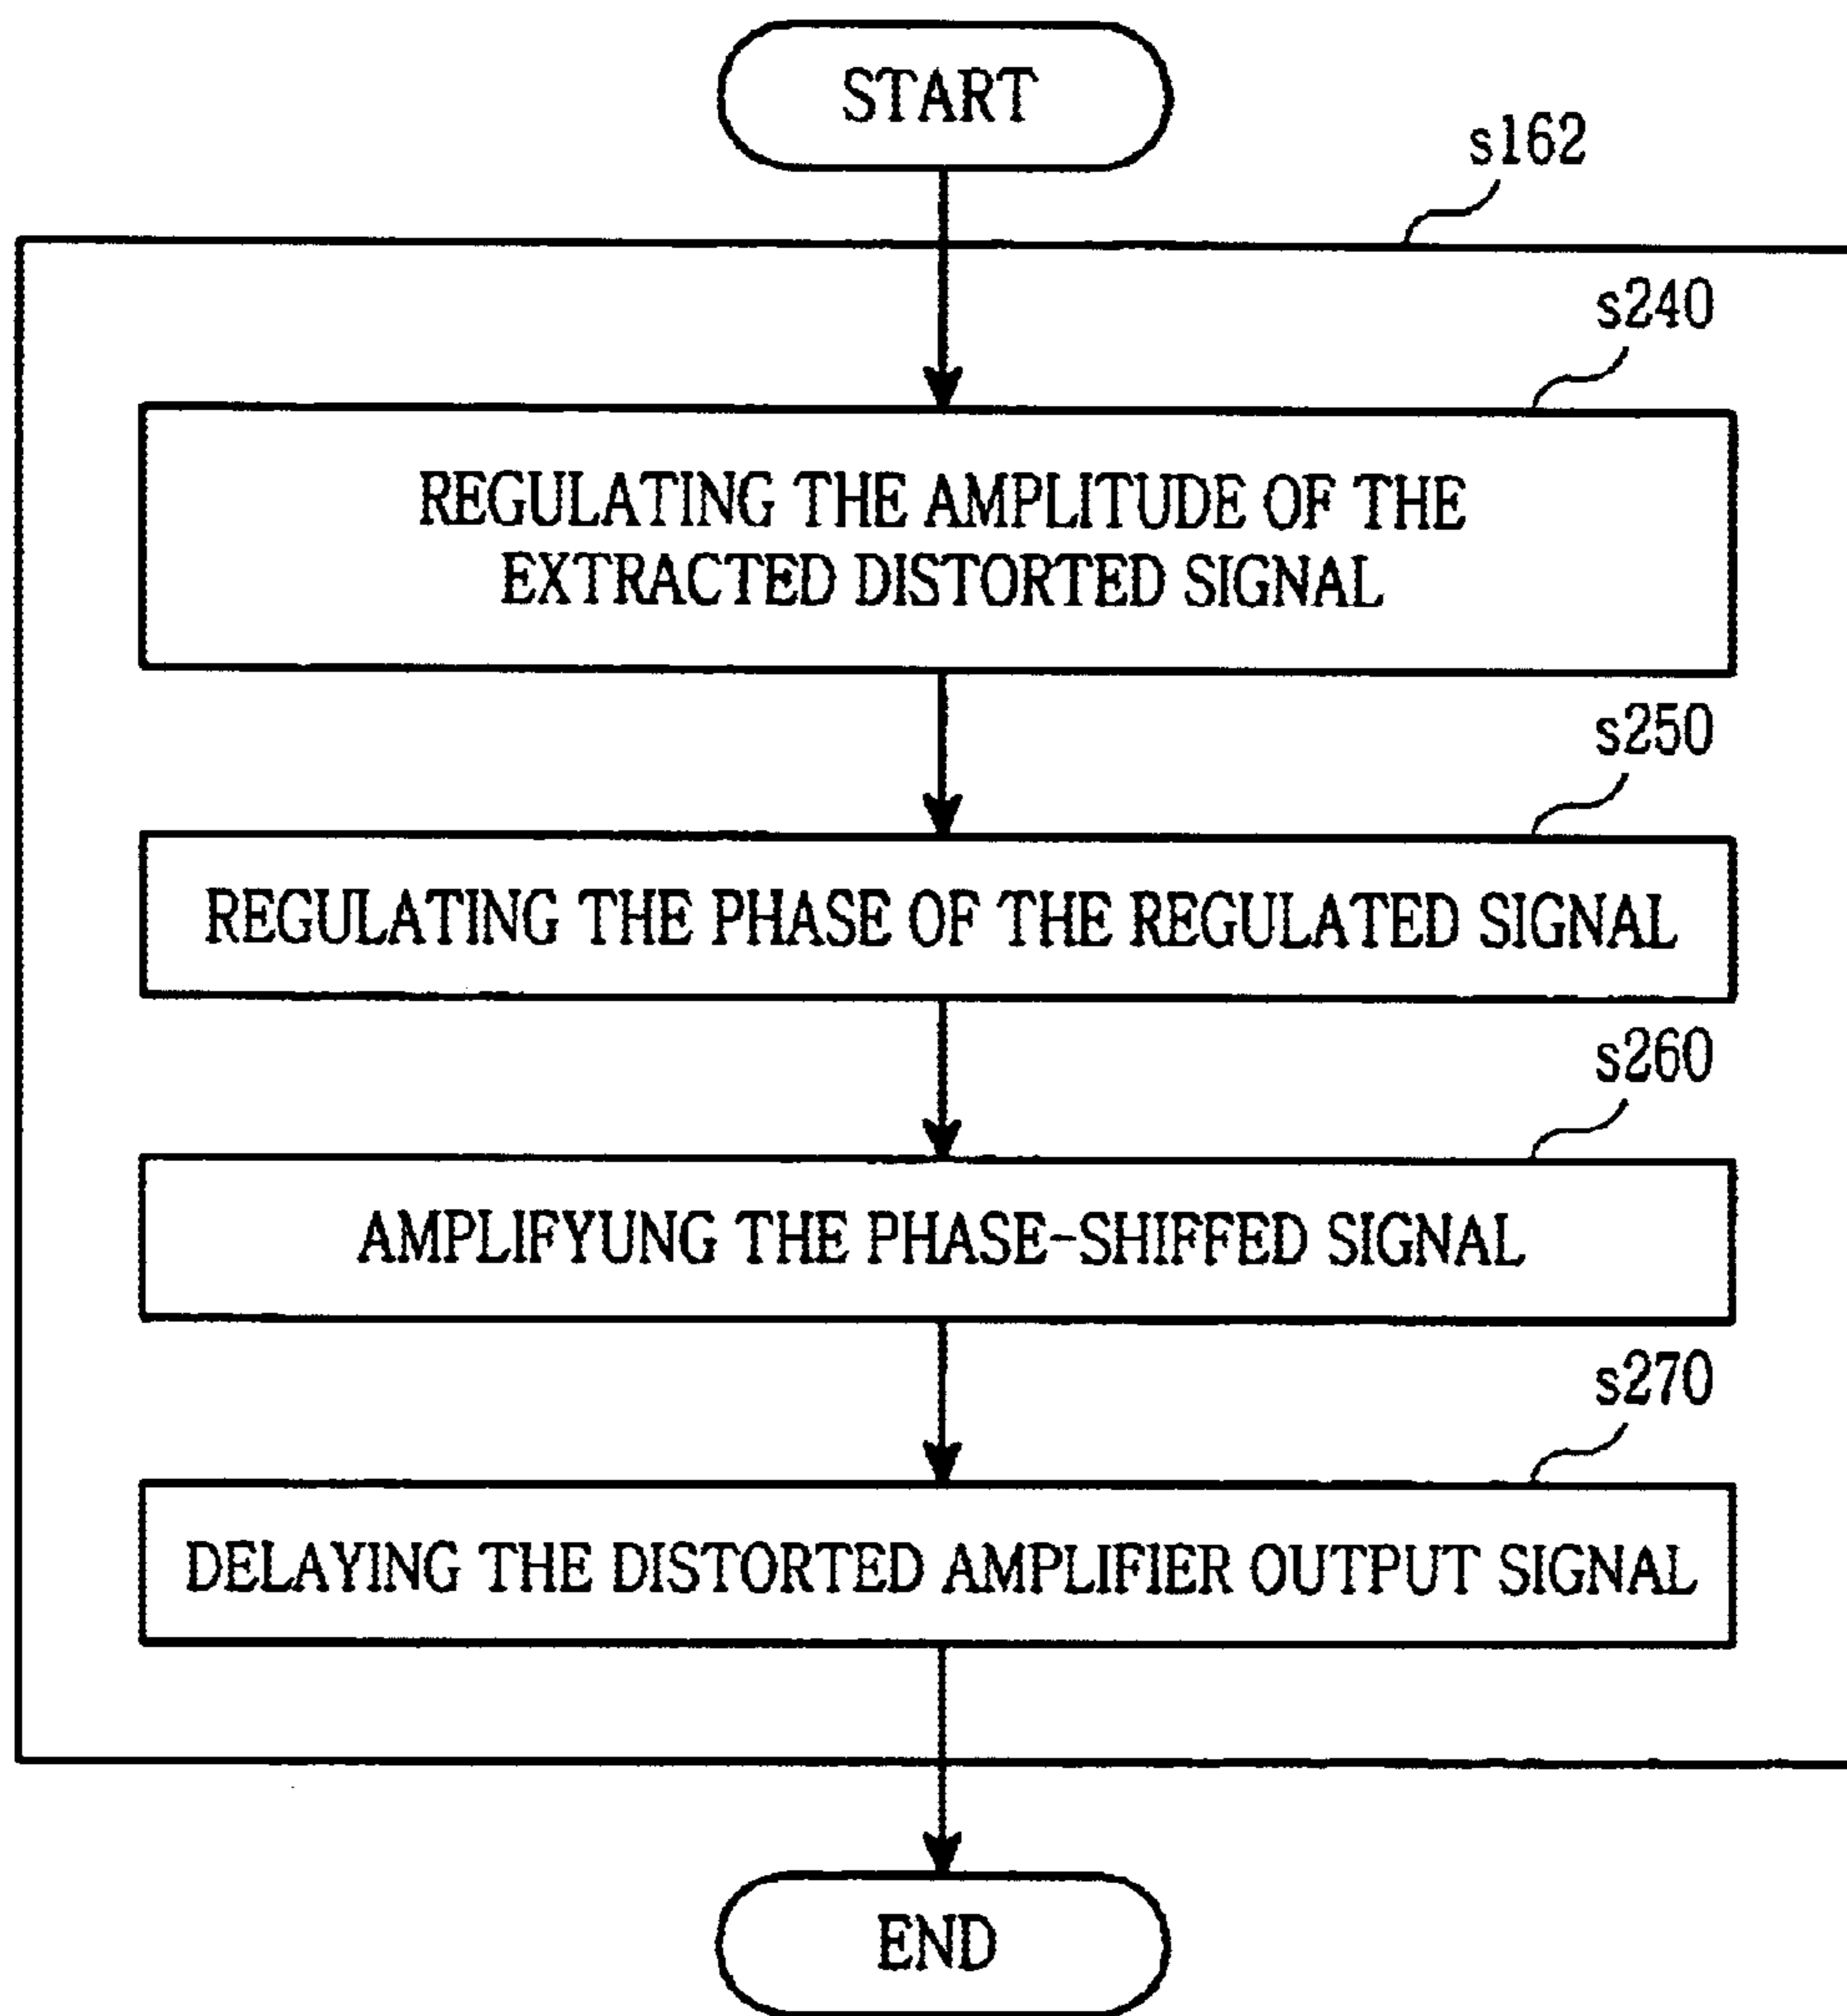 START
s162
s240
REGULATING THE AMPLITUDE OF THE
EXTRACTED DISTORTED SIGNAL
s250
REGULATING THE PHASE OF THE REGULATED SIGNAL
s260
AMPLIFYUNG THE PHASE-SHIFFED SIGNAL
s270
DELAYING THE DISTORTED AMPLIFIER OUTPUT SIGNAL
END